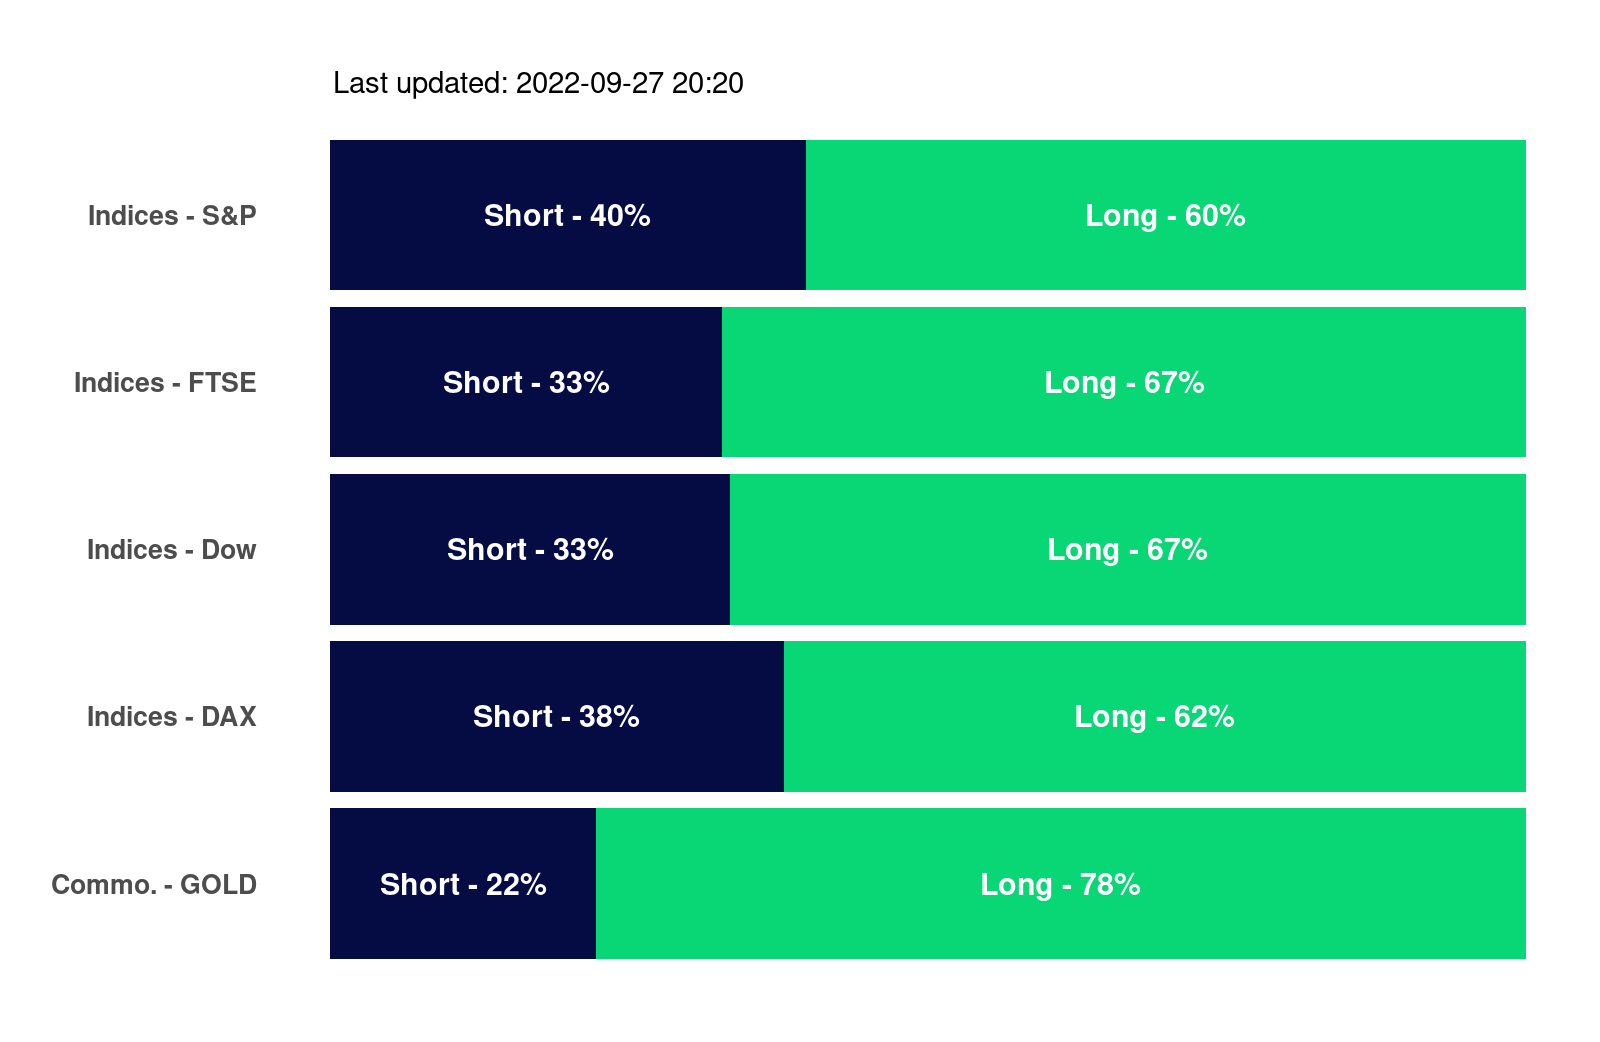 Last updated: 2022-09-27 20:20
Indices - S&P Short - 40% Long - 60%
Indices - FTSE Short - 33% Long - 67%
Indices - Dow Short - 33% Long - 67%
Indices - DAX Short - 38% Long - 62%
Commo. - GOLD Short - 22% Long - 78%